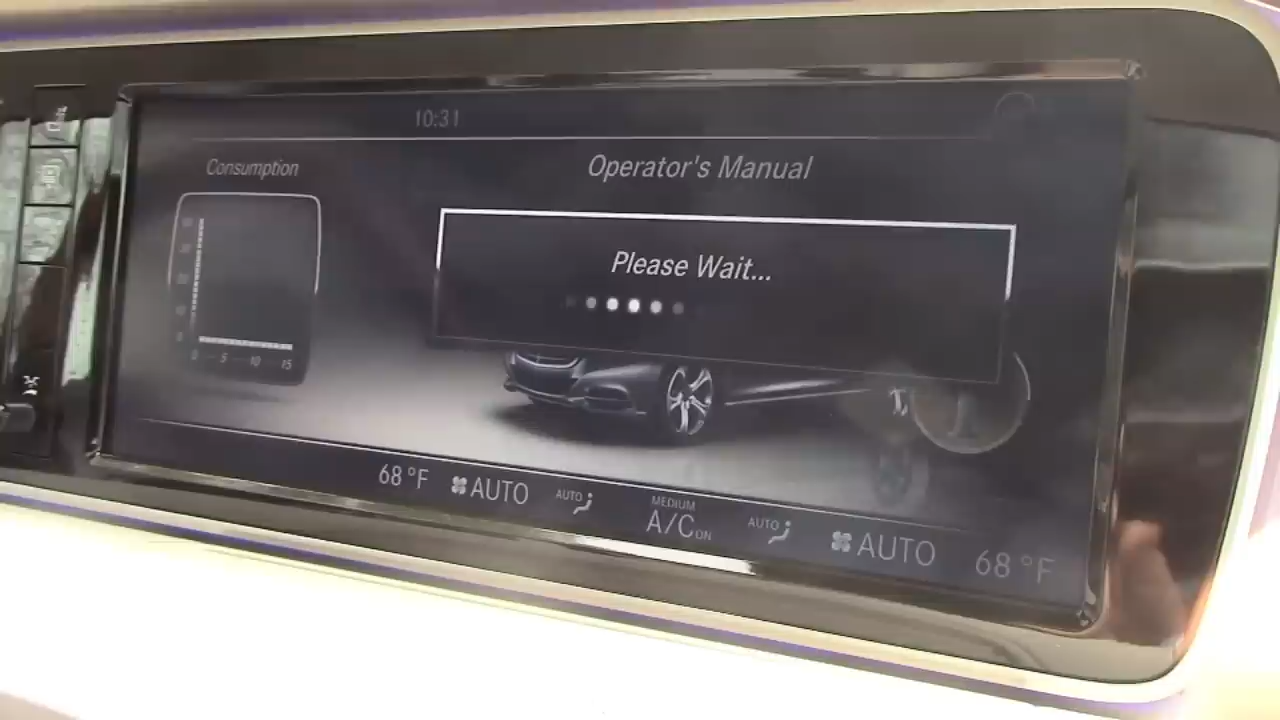 10:31
Consumption
Operator's Manual
Please Wait...
0 5 10 15
68°F AUTO AUTO MEDIUM A/C ON AUTO AUTO 68°F